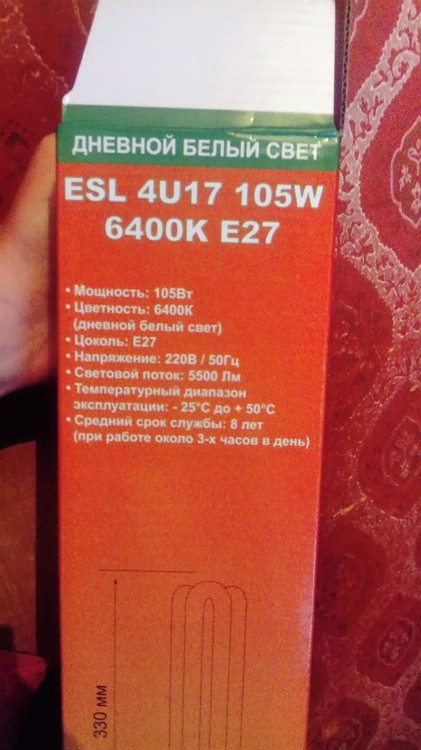 ДНЕВНОЙ БЕЛЫЙ СВЕТ
ESL 4U17 105W
6400K E27
• Мощность: 105Вт
• Цветность: 6400К
(дневной белый свет)
• Цоколь: Е27
• Напряжение: 220В / 50Гц
• Световой поток: 5500 Лм
• Температурный диапазон
эксплуатации: - 25°С до + 50°С
• Средний срок службы: 8 лет
(при работе около 3-х часов в день)
330 мм